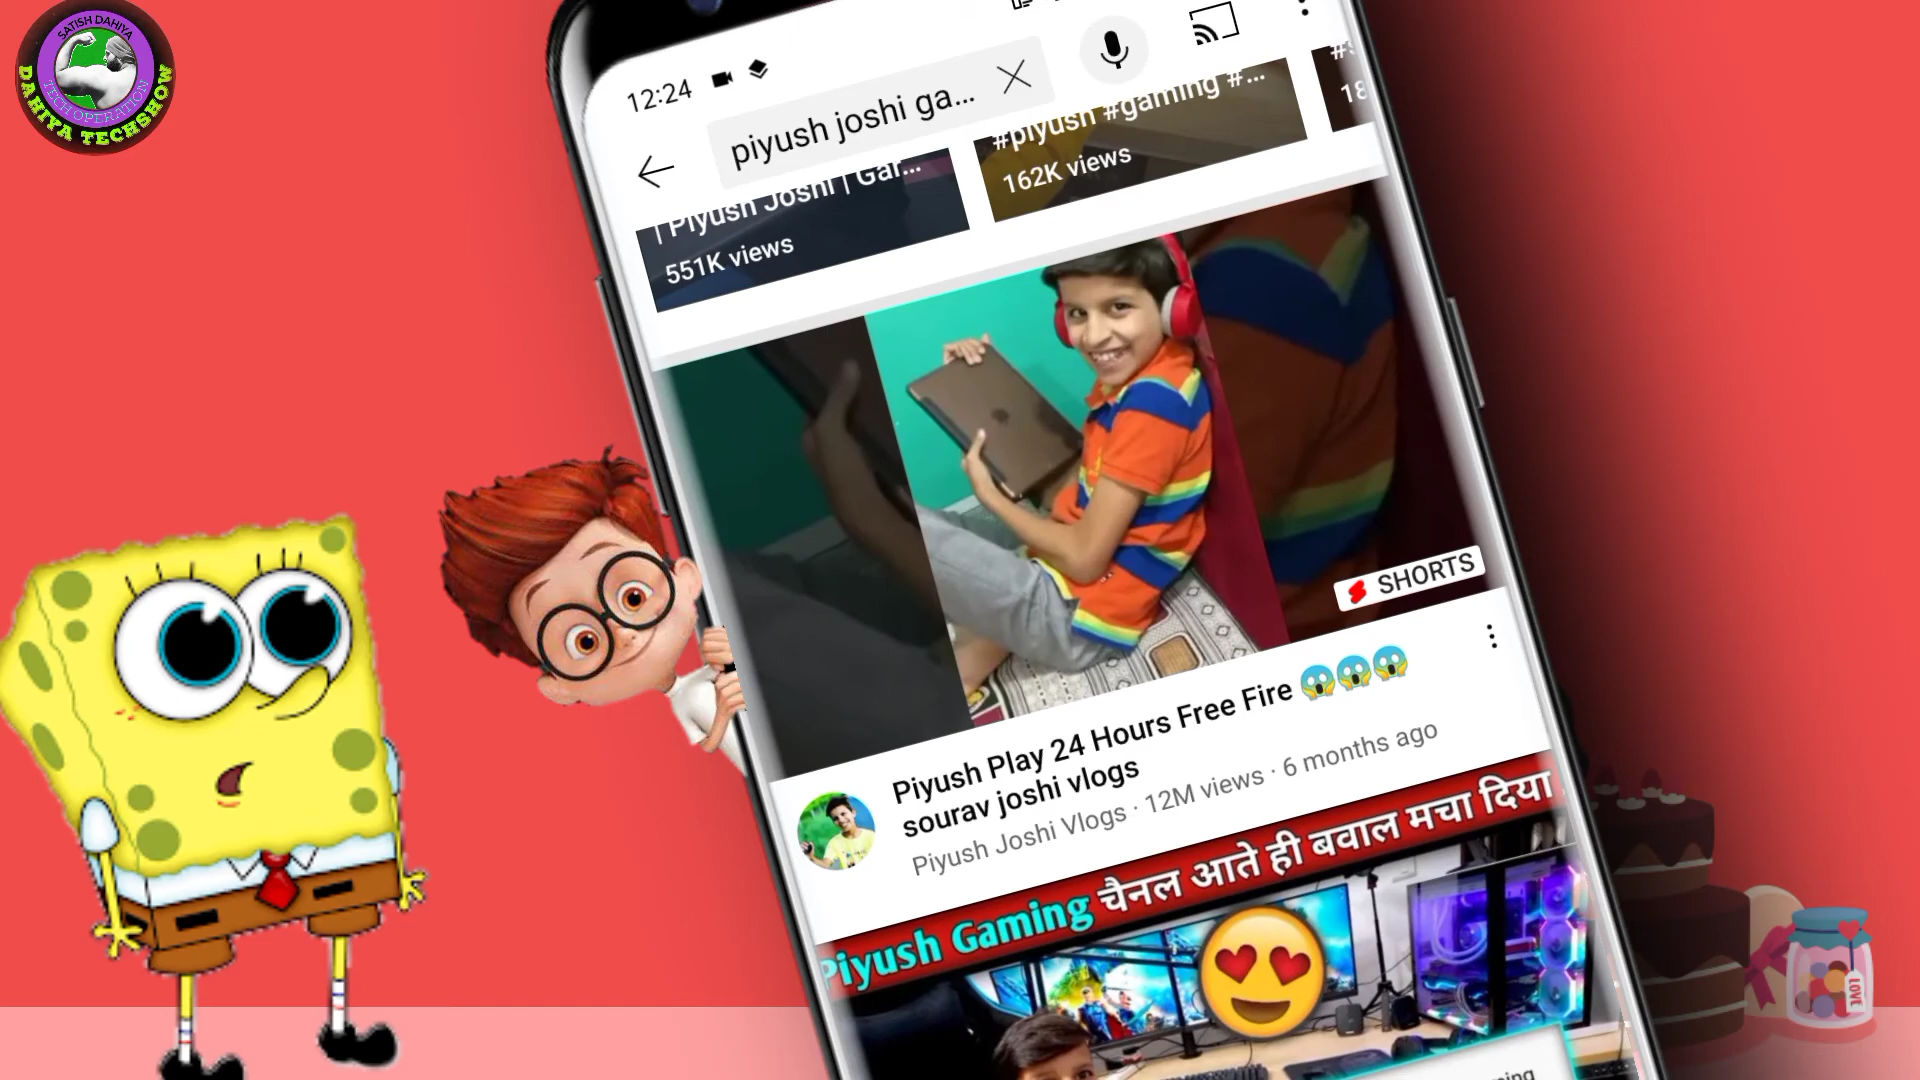 SATISH DAHIYA
TECH OPERATION
DAHIYA TECHSHOW
12:24
piyush joshi ga...
| Piyush Joshi | Gar...
551K views
#piyush #gaming #...
162K views
SHORTS
Piyush Play 24 Hours Free Fire 😱😱😱
sourav joshi vlogs
Piyush Joshi Vlogs · 12M views · 6 months ago
Piyush Gaming चैनल आते ही बवाल मचा दिया
LOVE